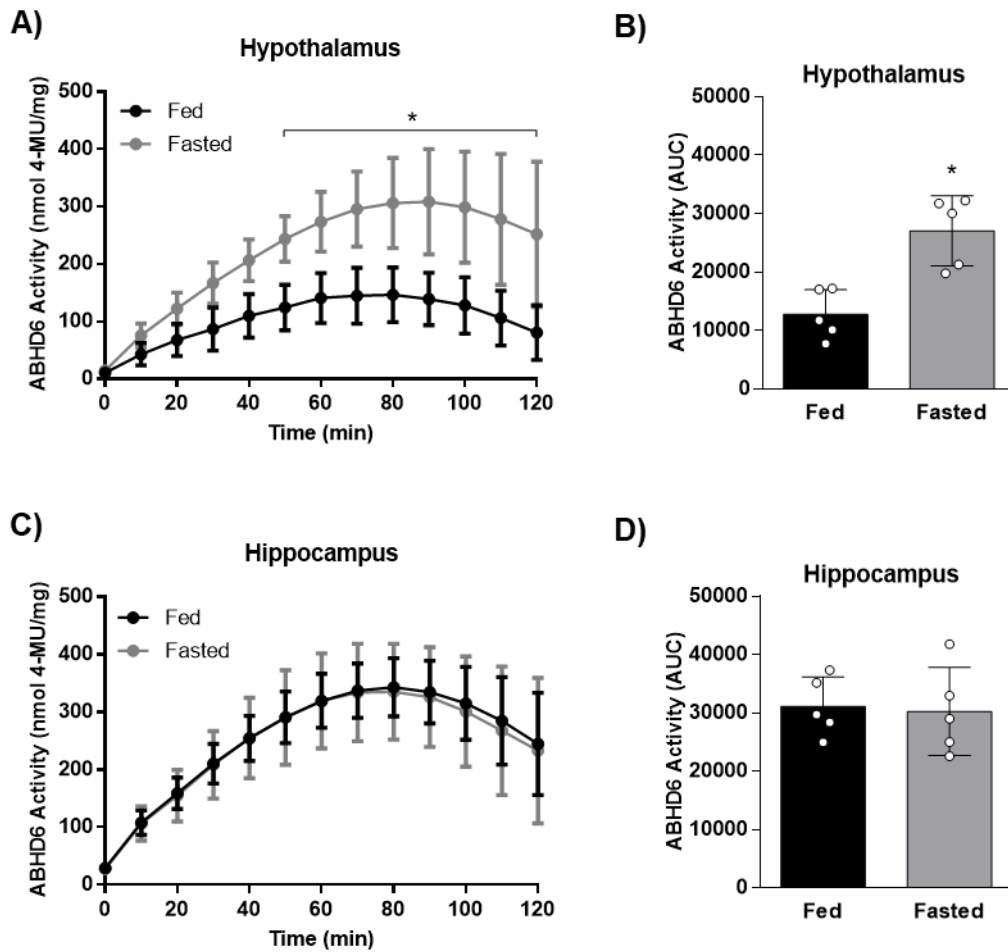 A)
Hypothalamus
ABHD6 Activity (nmol 4-MU/mg)
500
400
300
200
100
0
Fed
Fasted
*
0 20 40 60 80 100 120
Time (min)
B)
Hypothalamus
ABHD6 Activity (AUC)
50000
40000
30000
20000
10000
0
*
Fed Fasted
C)
Hippocampus
ABHD6 Activity (nmol 4-MU/mg)
500
400
300
200
100
0
Fed
Fasted
0 20 40 60 80 100 120
Time (min)
D)
Hippocampus
ABHD6 Activity (AUC)
50000
40000
30000
20000
10000
0
Fed Fasted